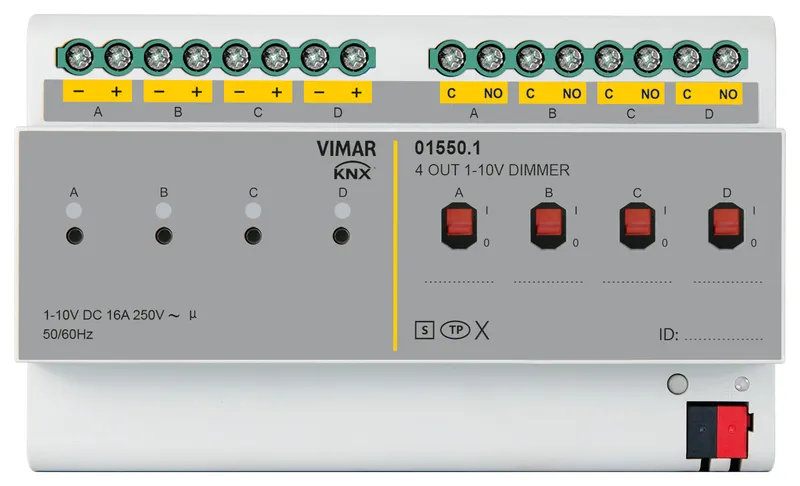 − + − + − + − +
C NO C NO C NO C NO
A B C D
A B C D
VIMAR
KNX
01550.1
4 OUT 1-10V DIMMER
A B C D
A B C D
I I I I
0 0 0 0
1-10V DC 16A 250V ~ µ
50/60Hz
S TP X
ID: ....................